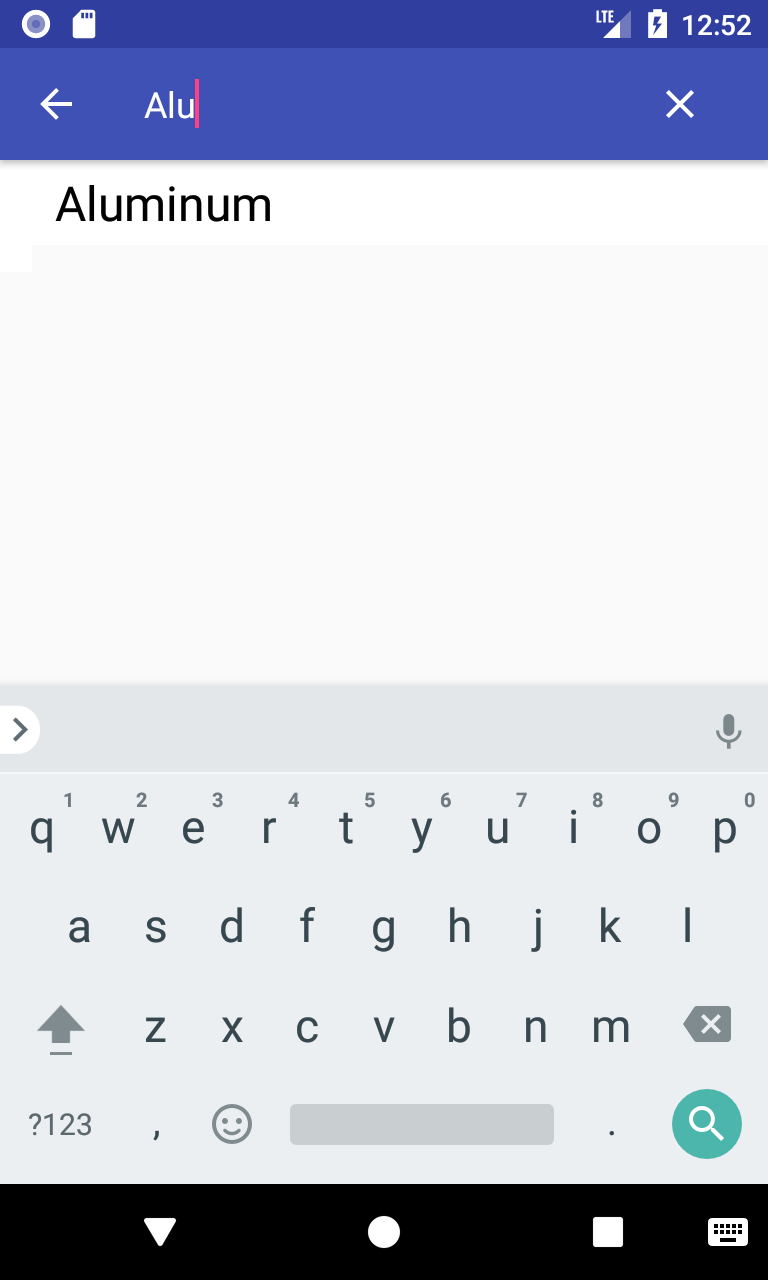 LTE 12:52
Alu
Aluminum
1 2 3 4 5 6 7 8 9 0
q w e r t y u i o p
a s d f g h j k l
z x c v b n m
?123 , .